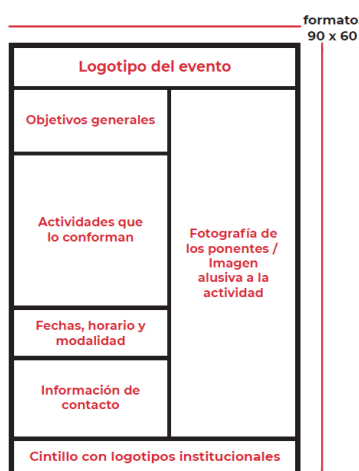 formato
90 x 60
Logotipo del evento
Objetivos generales
Actividades que
lo conforman
Fotografía de
los ponentes /
Imagen
alusiva a la
actividad
Fechas, horario y
modalidad
Información de
contacto
Cintillo con logotipos institucionales